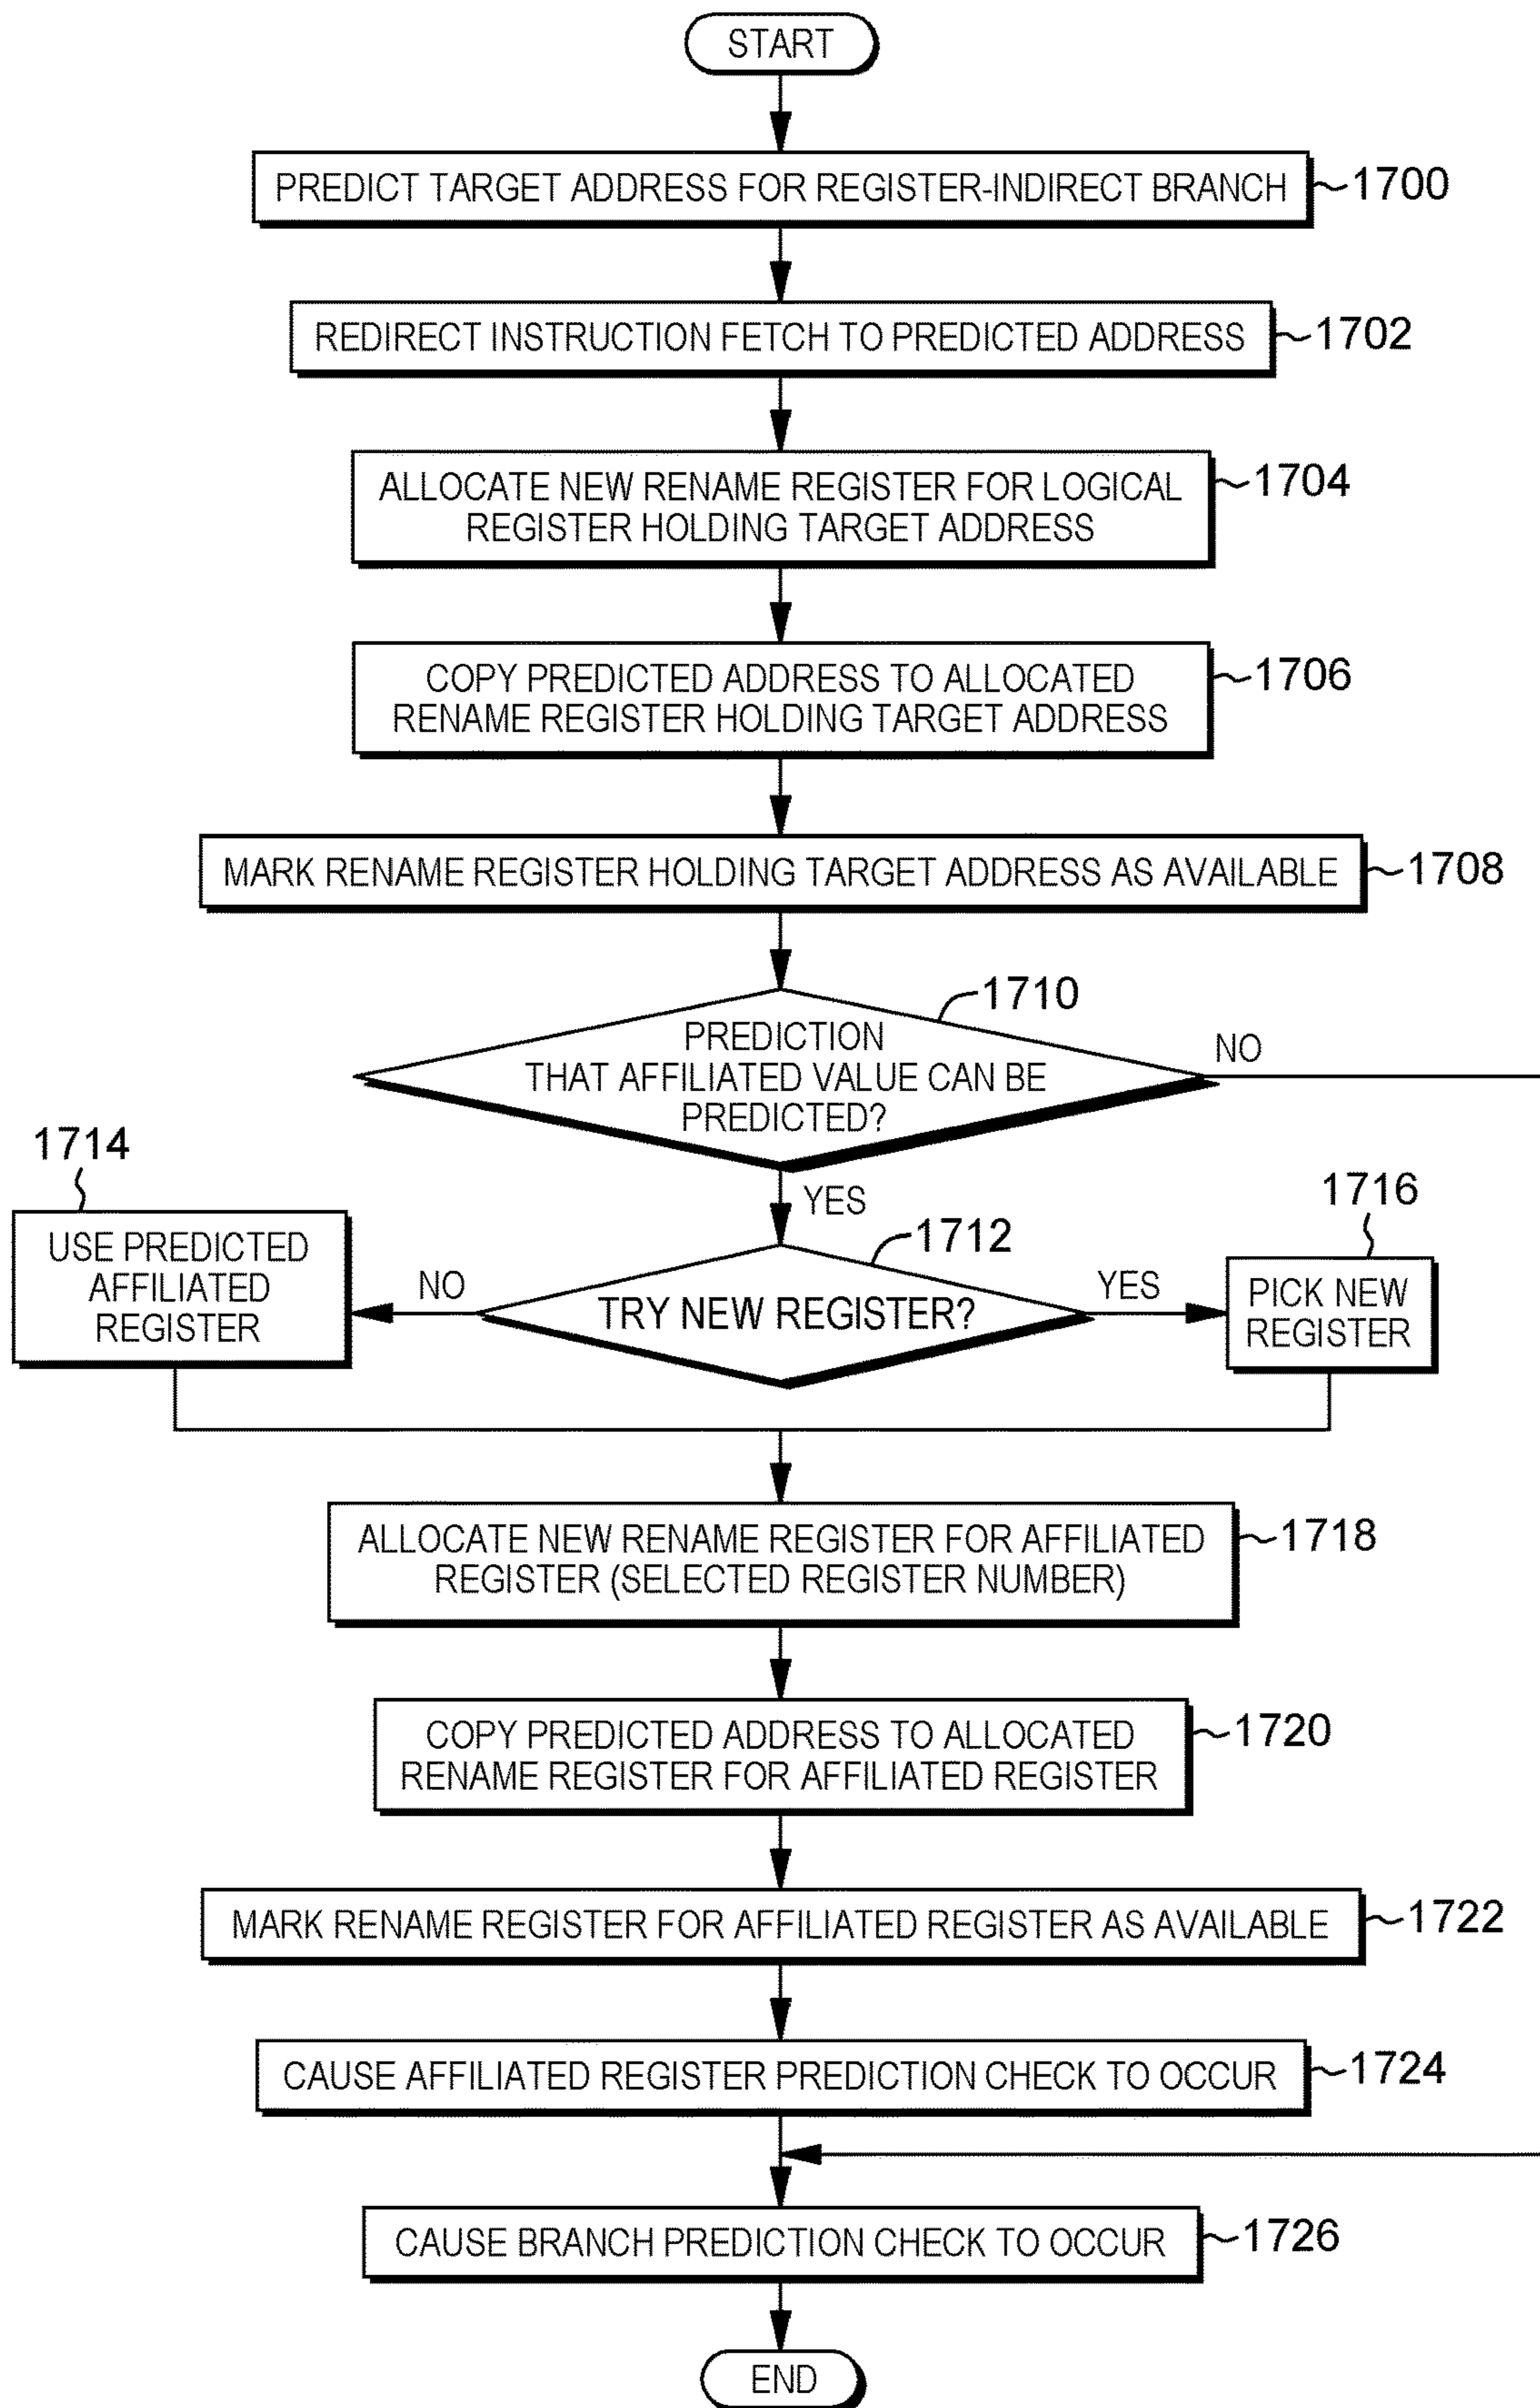 START
PREDICT TARGET ADDRESS FOR REGISTER-INDIRECT BRANCH
1700
REDIRECT INSTRUCTION FETCH TO PREDICTED ADDRESS
1702
ALLOCATE NEW RENAME REGISTER FOR LOGICAL
REGISTER HOLDING TARGET ADDRESS
1704
COPY PREDICTED ADDRESS TO ALLOCATED
RENAME REGISTER HOLDING TARGET ADDRESS
1706
MARK RENAME REGISTER HOLDING TARGET ADDRESS AS AVAILABLE
1708
1710
PREDICTION
THAT AFFILIATED VALUE CAN BE
PREDICTED?
NO
YES
1714
USE PREDICTED
AFFILIATED
REGISTER
NO
1712
TRY NEW REGISTER?
YES
1716
PICK NEW
REGISTER
ALLOCATE NEW RENAME REGISTER FOR AFFILIATED
REGISTER (SELECTED REGISTER NUMBER)
1718
COPY PREDICTED ADDRESS TO ALLOCATED
RENAME REGISTER FOR AFFILIATED REGISTER
1720
MARK RENAME REGISTER FOR AFFILIATED REGISTER AS AVAILABLE
1722
CAUSE AFFILIATED REGISTER PREDICTION CHECK TO OCCUR
1724
CAUSE BRANCH PREDICTION CHECK TO OCCUR
1726
END